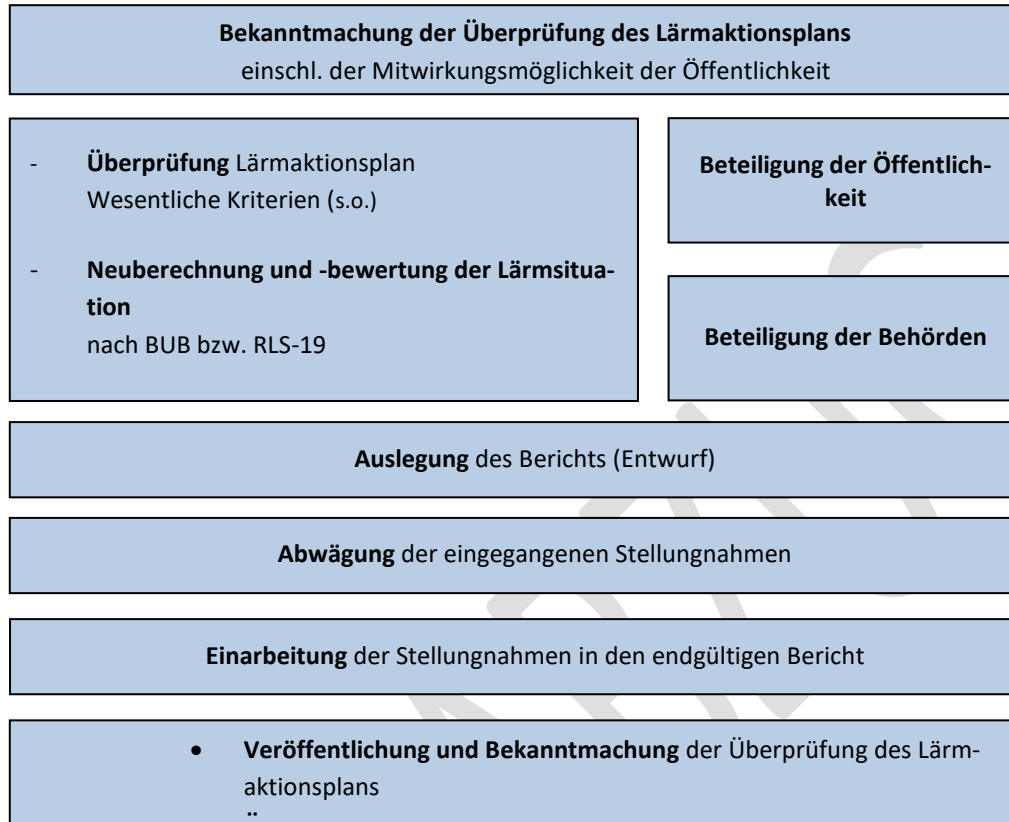 Bekanntmachung der Überprüfung des Lärmaktionsplans
einschl. der Mitwirkungsmöglichkeit der Öffentlichkeit
- Überprüfung Lärmaktionsplan
Wesentliche Kriterien (s.o.)
- Neuberechnung und -bewertung der Lärmsitua-
tion
nach BUB bzw. RLS-19
Beteiligung der Öffentlich-
keit
Beteiligung der Behörden
Auslegung des Berichts (Entwurf)
Abwägung der eingegangenen Stellungnahmen
Einarbeitung der Stellungnahmen in den endgültigen Bericht
• Veröffentlichung und Bekanntmachung der Überprüfung des Lärm-
aktionsplans